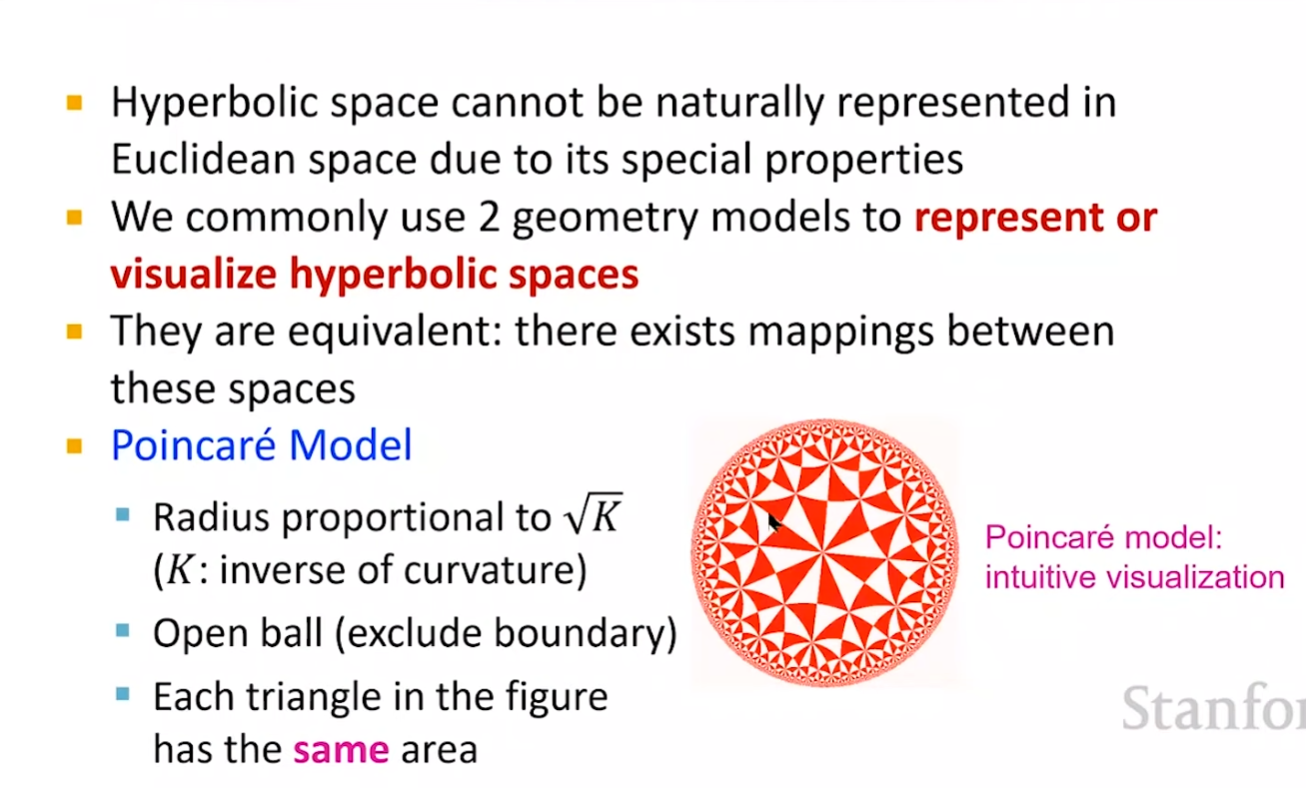 Hyperbolic space cannot be naturally represented in
Euclidean space due to its special properties
We commonly use 2 geometry models to represent or
visualize hyperbolic spaces
They are equivalent: there exists mappings between
these spaces
Poincaré Model
Radius proportional to √K
(K: inverse of curvature)
Open ball (exclude boundary)
Each triangle in the figure
has the same area
Poincaré model:
intuitive visualization
Stanfor